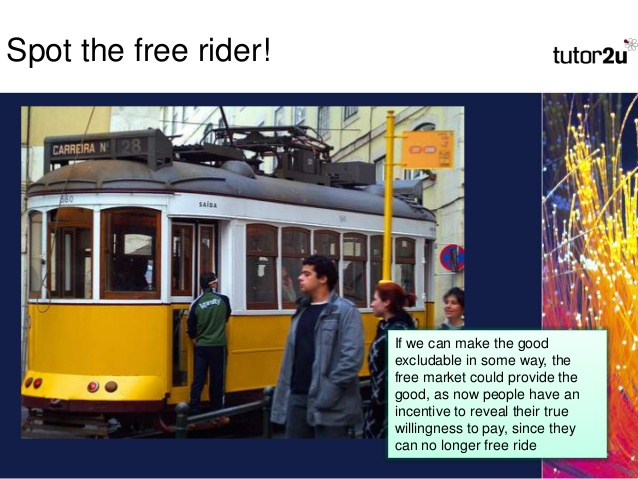 Spot the free rider!
tutor2u
CARREIRA Nº 28
SAÍDA
If we can make the good
excludable in some way, the
free market could provide the
good, as now people have an
incentive to reveal their true
willingness to pay, since they
can no longer free ride